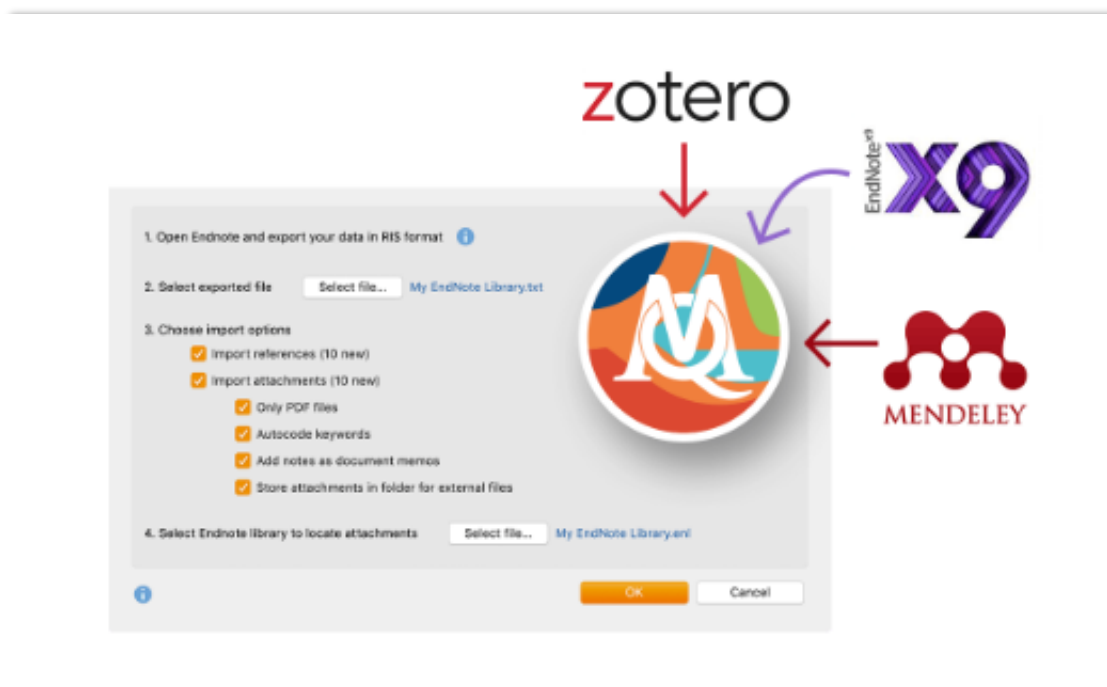 zotero
EndNote X9
X9
1. Open Endnote and export your data in RIS format
2. Select exported file Select file... My EndNote Library.txt
3. Choose import options
Import references (10 new)
Import attachments (10 new)
Only PDF files
Autocode keywords
Add notes as document memos
Store attachments in folder for external files
MENDELEY
4. Select Endnote library to locate attachments Select file... My EndNote Library.enl
OK Cancel